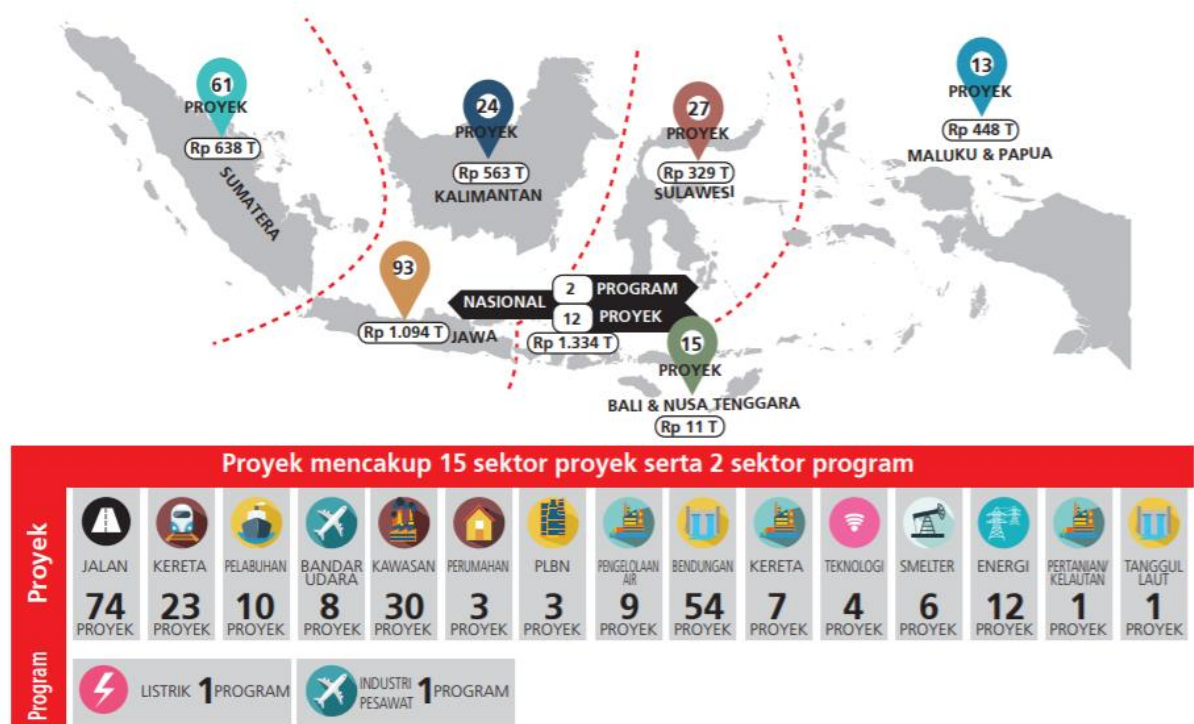 61
PROYEK
Rp 638 T
SUMATERA
24
PROYEK
Rp 563 T
KALIMANTAN
27
PROYEK
Rp 329 T
SULAWESI
13
PROYEK
Rp 448 T
MALUKU & PAPUA
93
Rp 1.094 T
JAWA
NASIONAL
2 PROGRAM
12 PROYEK
Rp 1.334 T
15
PROYEK
BALI & NUSA TENGGARA
Rp 11 T
Proyek mencakup 15 sektor proyek serta 2 sektor program
Proyek
JALAN
74
PROYEK
KERETA
23
PROYEK
PELABUHAN
10
PROYEK
BANDAR
UDARA
8
PROYEK
KAWASAN
30
PROYEK
PERUMAHAN
3
PROYEK
PLBN
3
PROYEK
PENGELOLAAN
AIR
9
PROYEK
BENDUNGAN
54
PROYEK
KERETA
7
PROYEK
TEKNOLOGI
4
PROYEK
SMELTER
6
PROYEK
ENERGI
12
PROYEK
PERTANIAN/
KELAUTAN
1
PROYEK
TANGGUL
LAUT
1
PROYEK
Program
LISTRIK 1 PROGRAM
INDUSTRI
PESAWAT 1 PROGRAM